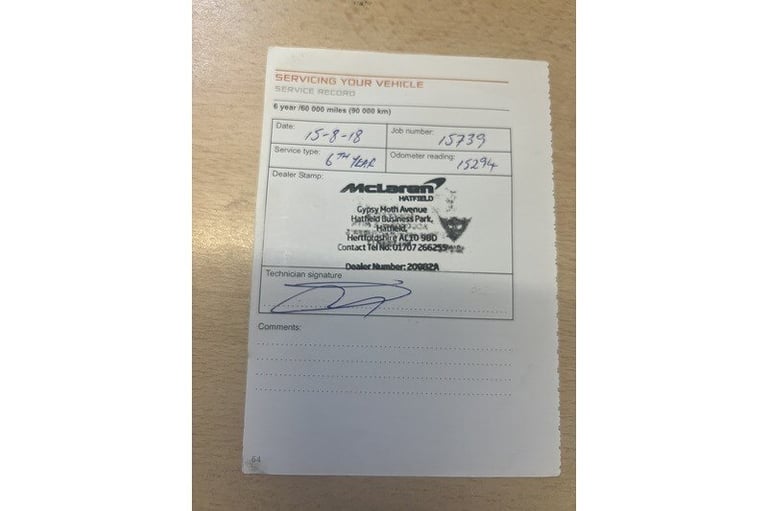 SERVICING YOUR VEHICLE
SERVICE RECORD
6 year /60 000 miles (90 000 km)
Date: 15-8-18
Job number: 15739
Service type: 6TH YEAR
Odometer reading: 15294
Dealer Stamp:
McLaren
HATFIELD
Gypsy Moth Avenue
Hatfield Business Park,
Hatfield,
Hertfordshire AL10 9BD
Contact Tel No: 01707 266255
Dealer Number: 20982A
Technician signature
Comments:
64